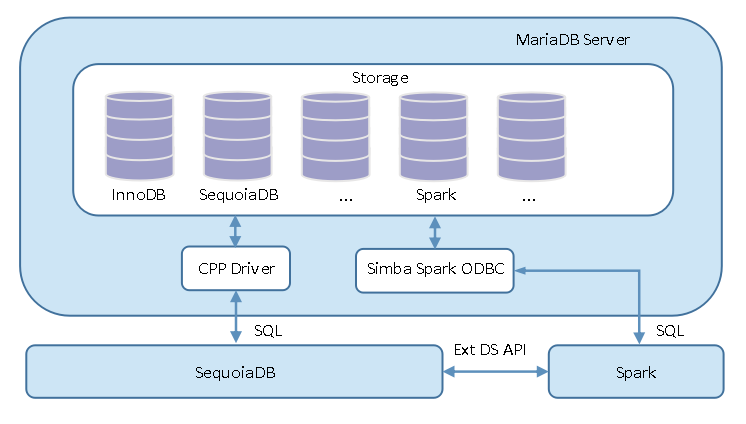 MariaDB Server
Storage
InnoDB
SequoiaDB
...
Spark
...
CPP Driver
Simba Spark ODBC
SQL
SQL
Ext DS API
SequoiaDB
Spark